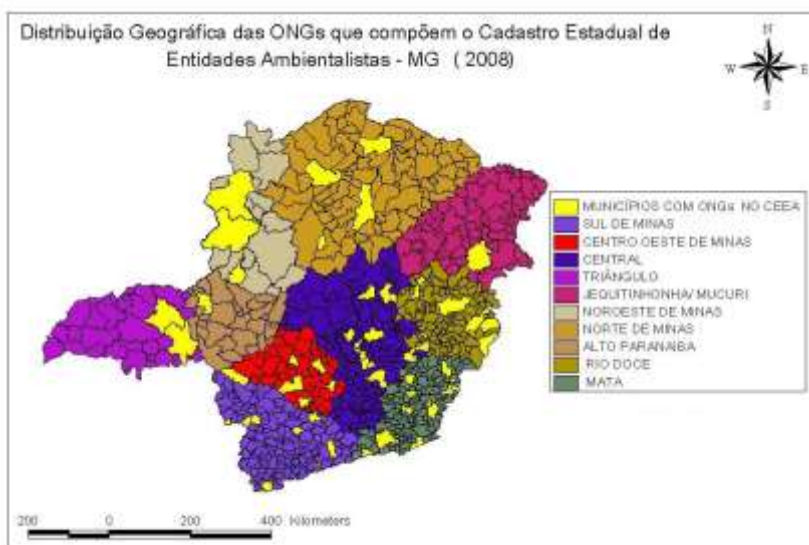 Distribuição Geográfica das ONGs que compõem o Cadastro Estadual de
Entidades Ambientalistas - MG ( 2008)
N
W E
S
MUNICÍPIOS COM ONGs NO CEEA
SUL DE MINAS
CENTRO OESTE DE MINAS
CENTRAL
TRIÂNGULO
JEQUITINHONHA/ MUCURI
NOROESTE DE MINAS
NORTE DE MINAS
ALTO PARANAIBA
RIO DOCE
MATA
200 0 200 400 Kilometers